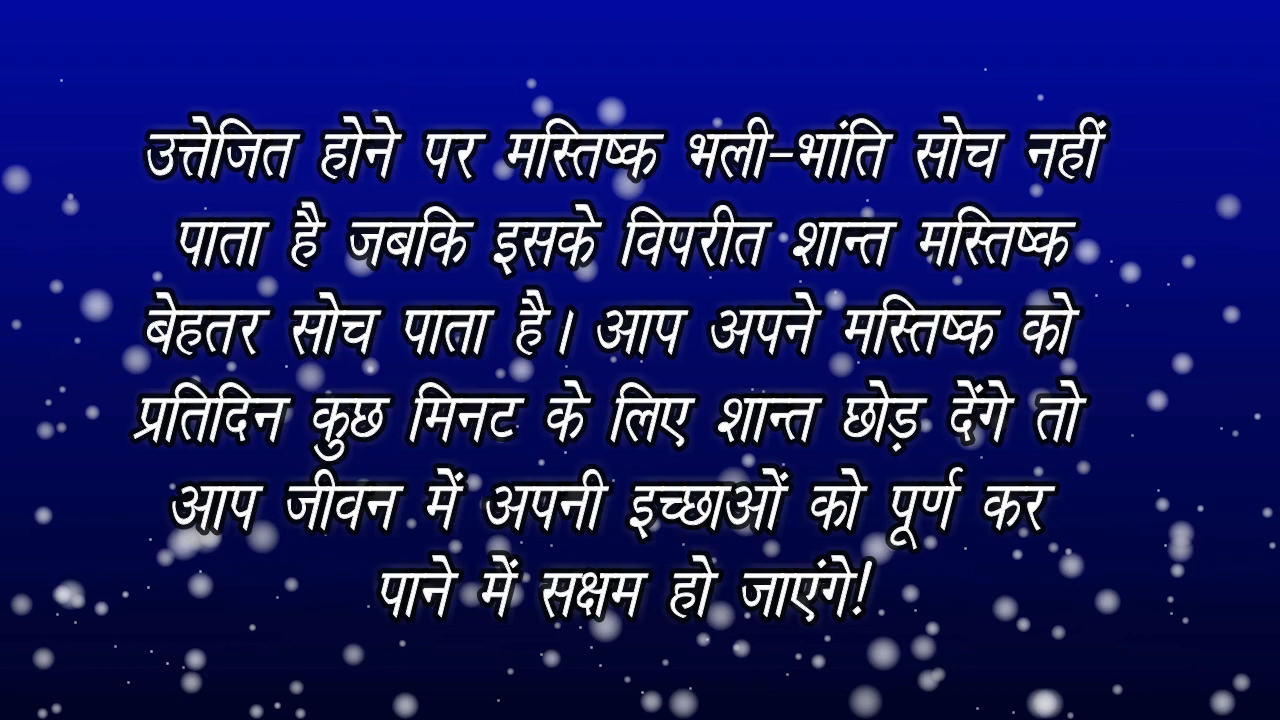 उत्तेजित होने पर मस्तिष्क भली-भांति सोच नहीं
पाता है जबकि इसके विपरीत शान्त मस्तिष्क
बेहतर सोच पाता है। आप अपने मस्तिष्क को
प्रतिदिन कुछ मिनट के लिए शान्त छोड़ देंगे तो
आप जीवन में अपनी इच्छाओं को पूर्ण कर
पाने में सक्षम हो जाएंगे!